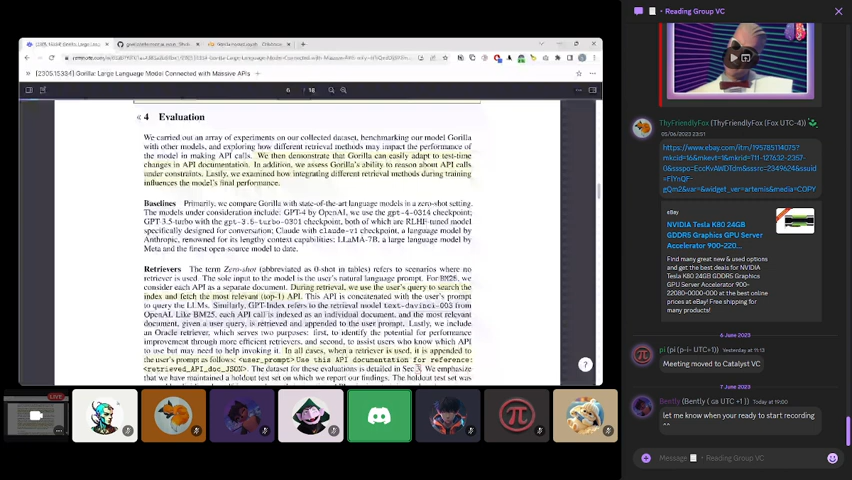 [2305.15334] Gorilla: Large Language Model Connected with Massive APIs
6 / 18
4 Evaluation
We carried out an array of experiments on our collected dataset, benchmarking our model Gorilla
with other models, and exploring how different retrieval methods may impact the performance of
the model in making API calls. We then demonstrate that Gorilla can easily adapt to test-time
changes in API documentation. In addition, we assess Gorilla's ability to reason about API calls
under constraints. Lastly, we examined how integrating different retrieval methods during training
influences the model's final performance.
Baselines Primarily, we compare Gorilla with state-of-the-art language models in a zero-shot setting.
The models under consideration include: GPT-4 by OpenAI, we use the gpt-4-0314 checkpoint;
GPT-3.5-turbo with the gpt-3.5-turbo-0301 checkpoint, both of which are RLHF-tuned model
specifically designed for conversation; Claude with claude-v1 checkpoint, a language model by
Anthropic, renowned for its lengthy context capabilities; LLaMA-7B, a large language model by
Meta and the finest open-source model to date.
Retrievers The term Zero-shot (abbreviated as 0-shot in tables) refers to scenarios where no
retriever is used. The sole input to the model is the user's natural language prompt. For BM25, we
consider each API as a separate document. During retrieval, we use the user's query to search the
index and fetch the most relevant (top-1) API. This API is concatenated with the user's prompt
to query the LLMs. Similarly, GPT-Index refers to the retrieval model text-davinci-003 from
OpenAI. Like BM25, each API call is indexed as an individual document, and the most relevant
document, given a user query, is retrieved and appended to the user prompt. Lastly, we include
an Oracle retriever, which serves two purposes: first, to identify the potential for performance
improvement through more efficient retrievers, and second, to assist users who know which API
to use but may need to help invoking it. In all cases, when a retriever is used, it is appended to
the user's prompt as follows: <user_prompt> Use this API documentation for reference:
<retrieved_API_doc_JSON>. The dataset for these evaluations is detailed in Sec 3. We emphasize
that we have maintained a holdout test set on which we report our findings. The holdout test set was
?
Reading Group VC
ThyFriendlyFox (Fox UTC-4)
05/06/2023 23:51
https://www.ebay.com/itm/195785114075?
eBay
NVIDIA Tesla K80 24GB
GDDR5 Graphics GPU Server
Accelerator 900-220...
Find many great new & used options
and get the best deals for NVIDIA
Tesla K80 24GB GDDR5 Graphics
GPU Server Accelerator 900-
22080-0000-000 at the best online
prices at eBay! Free shipping for
many products!
6 June 2023
pi (p-i- UTC+1) Yesterday at 11:13
Meeting moved to Catalyst VC
7 June 2023
Bently (Bently ( ga UTC +1 )) Today at 19:00
let me know when your ready to start recording
^^
Message Reading Group VC